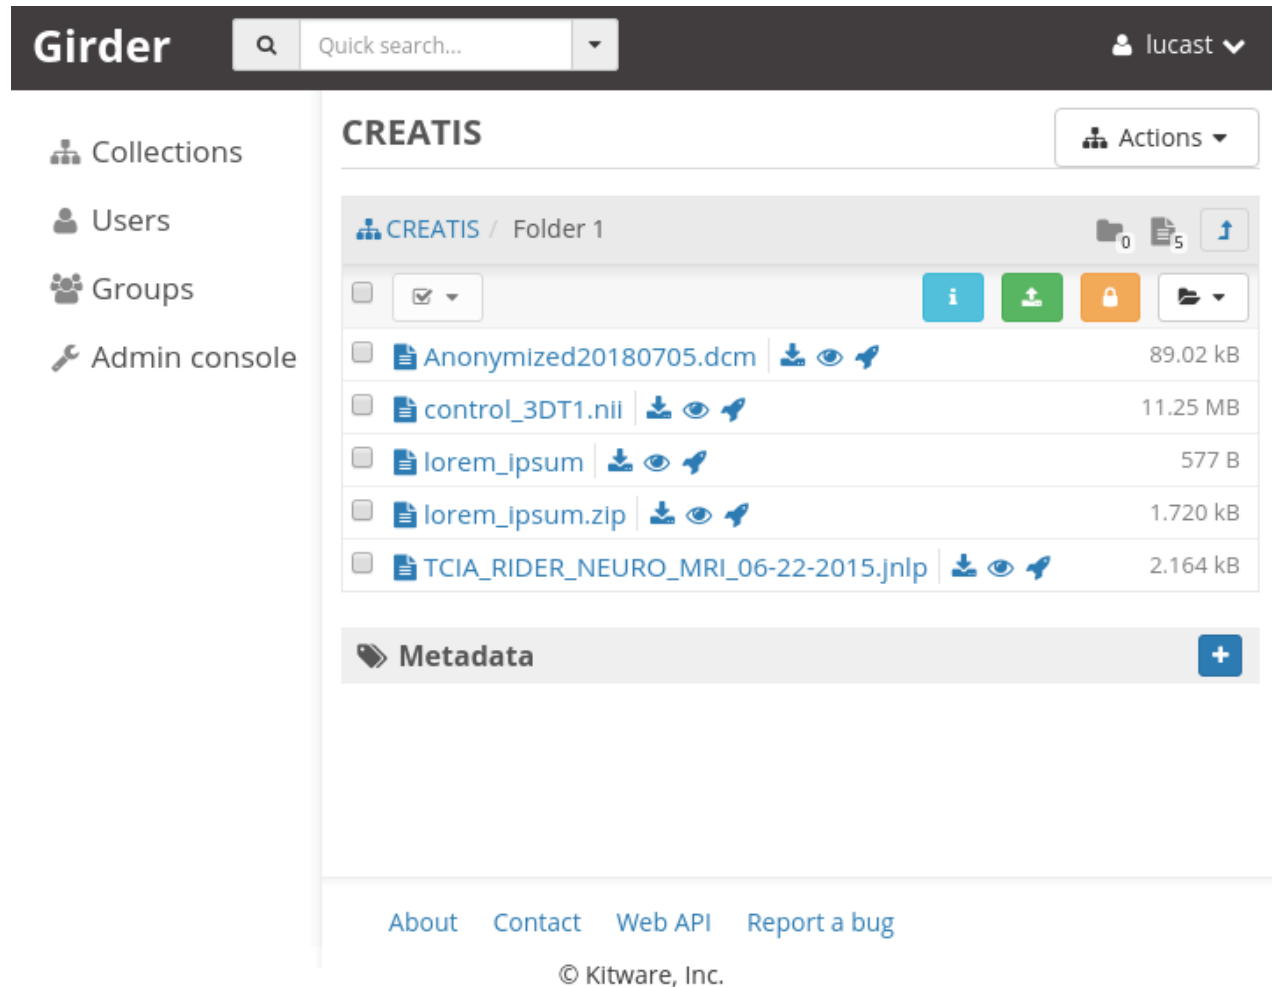 Girder
Quick search...
lucast
Collections
Users
Groups
Admin console
CREATIS
Actions
CREATIS / Folder 1
0
5
Anonymized20180705.dcm
89.02 kB
control_3DT1.nii
11.25 MB
lorem_ipsum
577 B
lorem_ipsum.zip
1.720 kB
TCIA_RIDER_NEURO_MRI_06-22-2015.jnlp
2.164 kB
Metadata
About Contact Web API Report a bug
© Kitware, Inc.